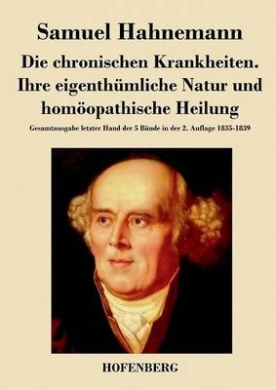 Samuel Hahnemann
Die chronischen Krankheiten.
Ihre eigenthümliche Natur und
homöopathische Heilung
Gesamtausgabe letzter Hand der 5 Bände in der 2. Auflage 1835-1839
HOFENBERG